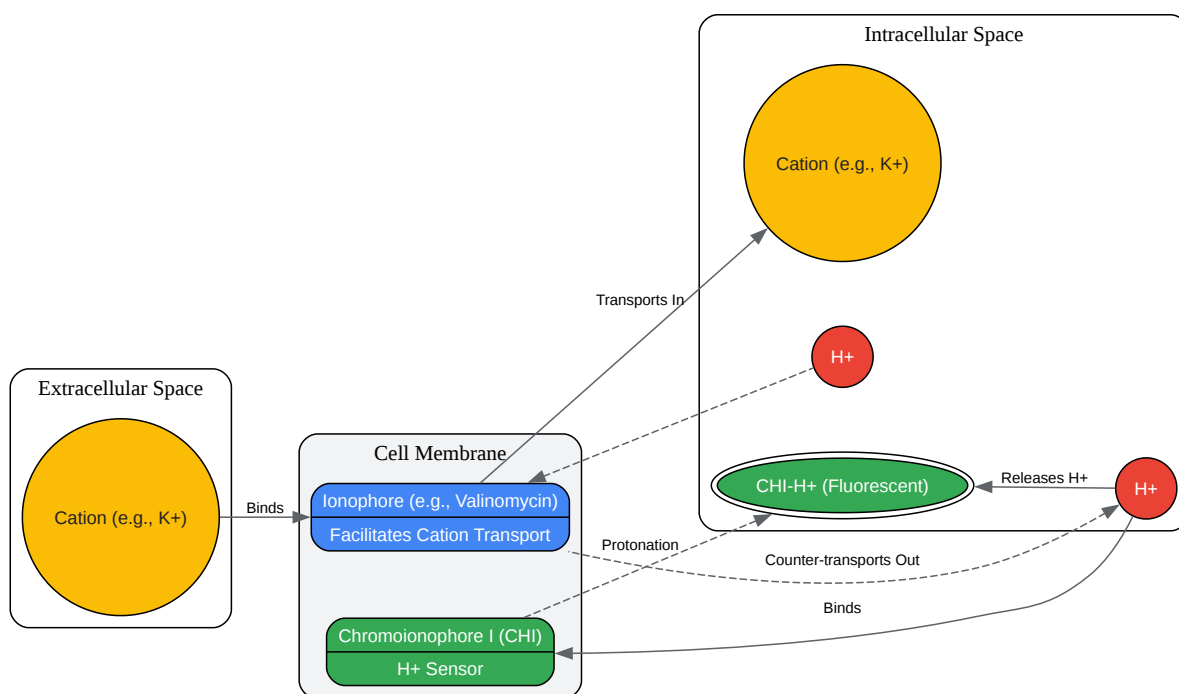 Intracellular Space
Cation (e.g., K+)
Transports In
H+
Extracellular Space
Cation (e.g., K+)
Binds
Cell Membrane
Ionophore (e.g., Valinomycin)
Facilitates Cation Transport
CHI-H+ (Fluorescent)
Releases H+
H+
Protonation
Counter-transports Out
Binds
Chromoionophore I (CHI)
H+ Sensor